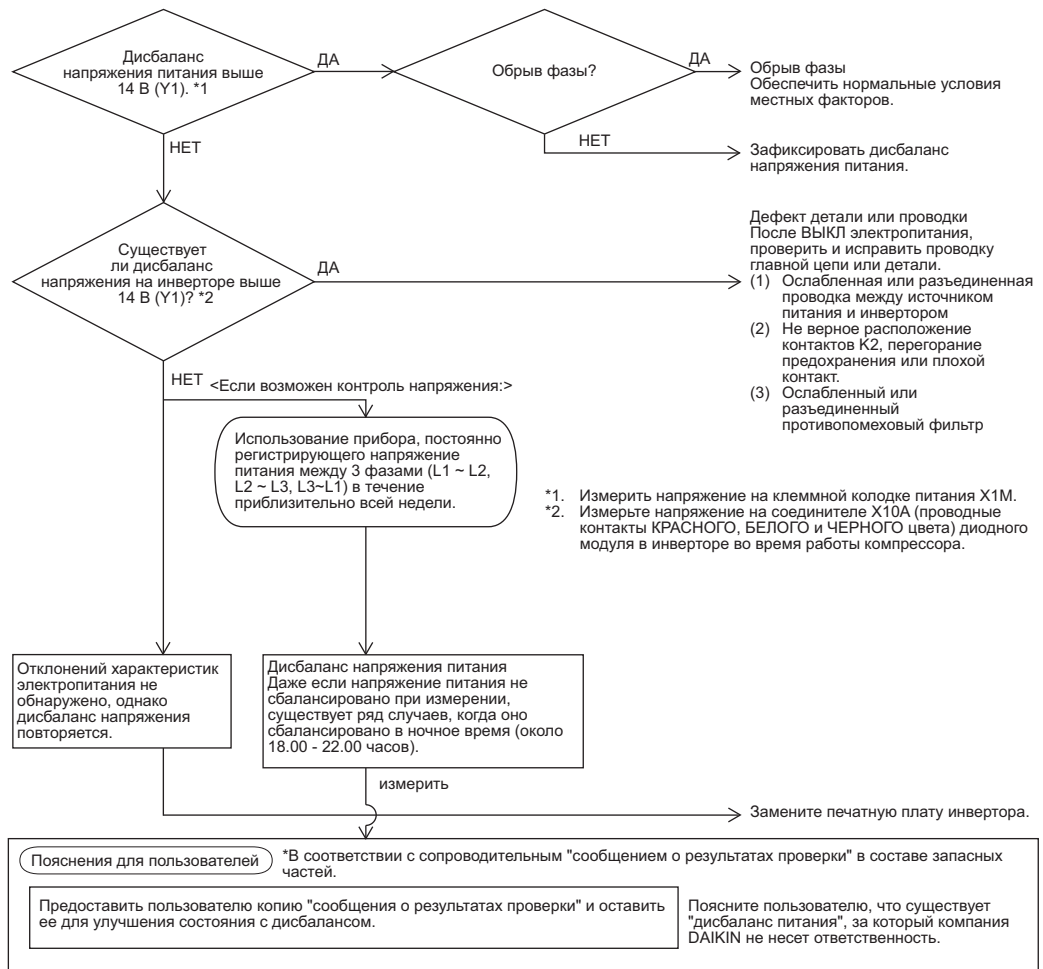 Дисбаланс
напряжения питания выше
14 В (Y1). *1
ДА
Обрыв фазы?
ДА
Обрыв фазы
Обеспечить нормальные условия
местных факторов.
НЕТ
НЕТ
Зафиксировать дисбаланс
напряжения питания.
Существует
ли дисбаланс
напряжения на инверторе выше
14 В (Y1)? *2
ДА
Дефект детали или проводки
После ВЫКЛ электропитания,
проверить и исправить проводку
главной цепи или детали.
(1) Ослабленная или разъединенная
проводка между источником
питания и инвертором
(2) Не верное расположение
контактов K2, перегорание
предохранения или плохой
контакт.
(3) Ослабленный или
разъединенный
противопомеховый фильтр
НЕТ
<Если возможен контроль напряжения:>
Использование прибора, постоянно
регистрирующего напряжение
питания между 3 фазами (L1 ~ L2,
L2 ~ L3, L3~L1) в течение
приблизительно всей недели.
*1. Измерить напряжение на клеммной колодке питания X1M.
*2. Измерьте напряжение на соединителе X10A (проводные
контакты КРАСНОГО, БЕЛОГО и ЧЕРНОГО цвета) диодного
модуля в инверторе во время работы компрессора.
Отклонений характеристик
электропитания не
обнаружено, однако
дисбаланс напряжения
повторяется.
Дисбаланс напряжения питания
Даже если напряжение питания не
сбалансировано при измерении,
существует ряд случаев, когда оно
сбалансировано в ночное время (около
18.00 - 22.00 часов).
измерить
Замените печатную плату инвертора.
Пояснения для пользователей
*В соответствии с сопроводительным "сообщением о результатах проверки" в составе запасных
частей.
Предоставить пользователю копию "сообщения о результатах проверки" и оставить
ее для улучшения состояния с дисбалансом.
Поясните пользователю, что существует
"дисбаланс питания", за который компания
DAIKIN не несет ответственность.